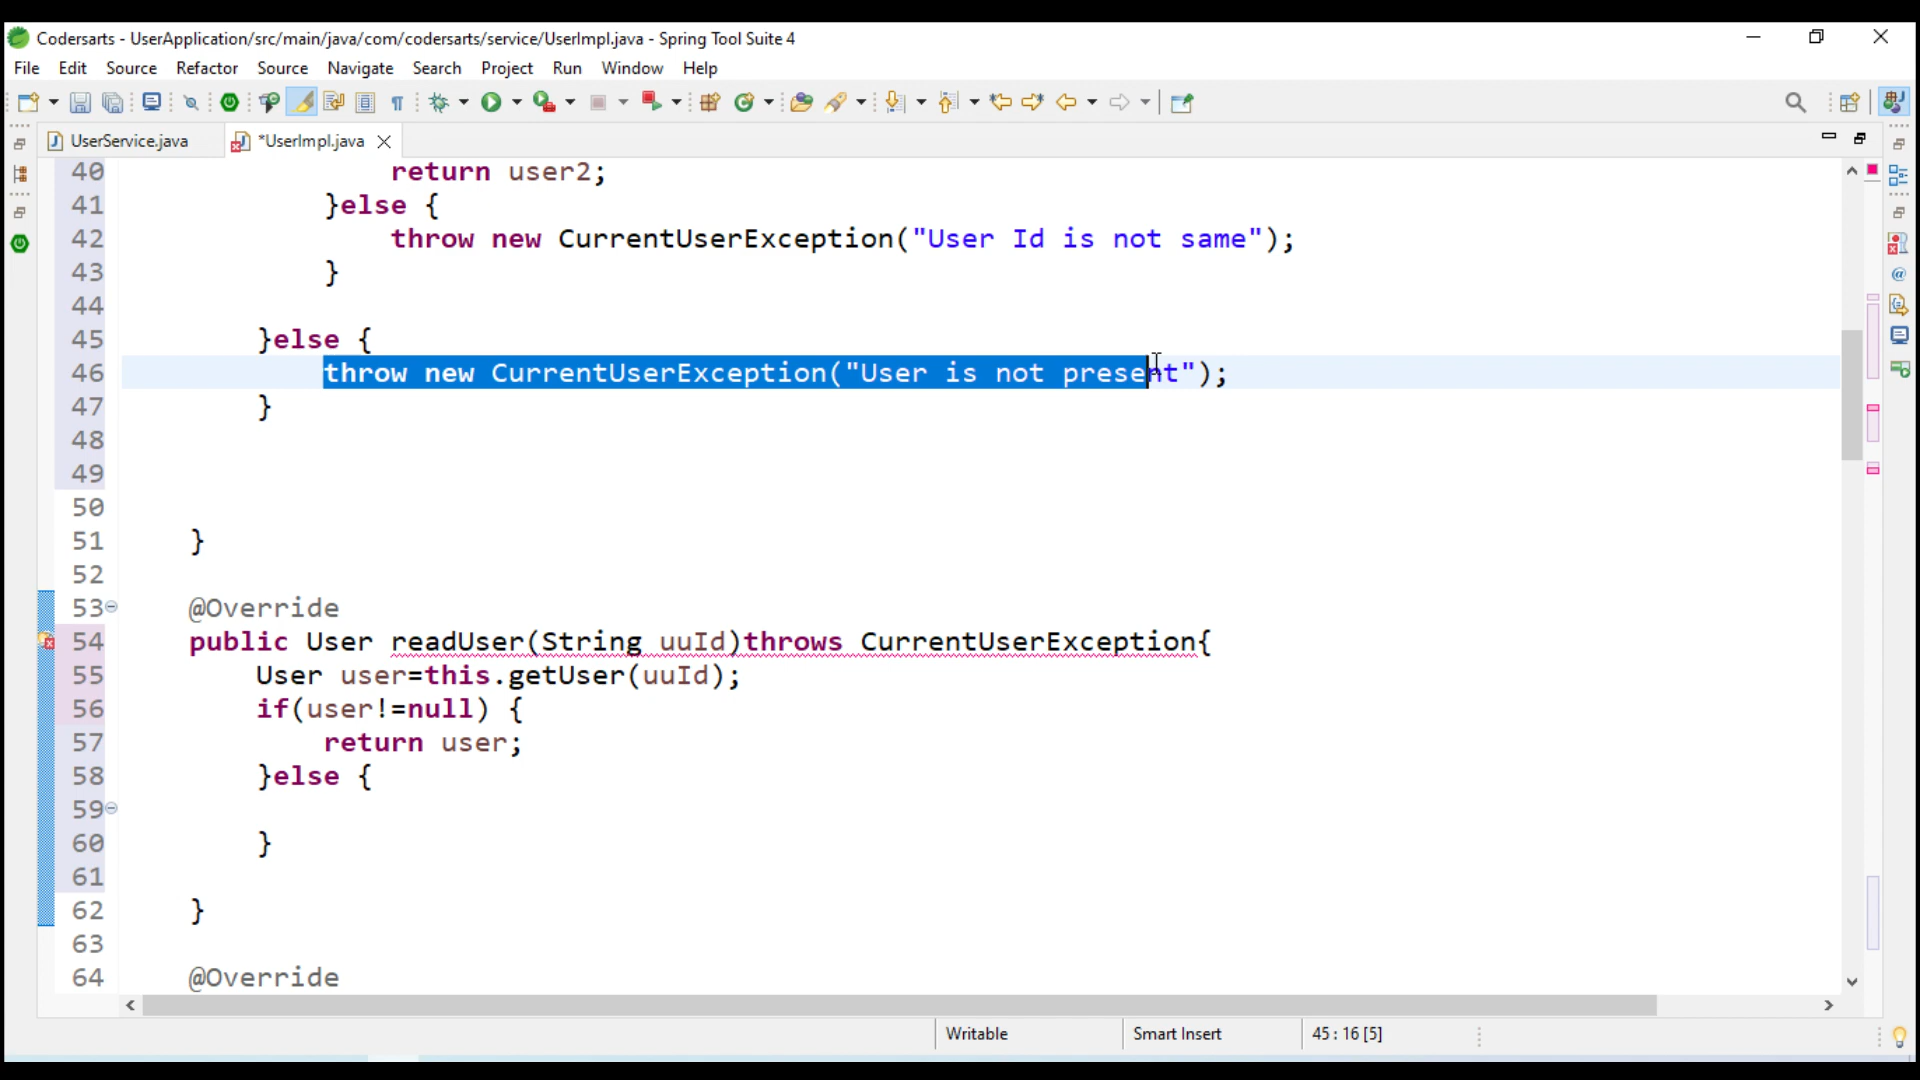 Codersarts - UserApplication/src/main/java/com/codersarts/service/UserImpl.java - Spring Tool Suite 4
File Edit Source Refactor Source Navigate Search Project Run Window Help
UserService.java *UserImpl.java
40 return user2;
41 }else {
42 throw new CurrentUserException("User Id is not same");
43 }
44
45 }else {
46 throw new CurrentUserException("User is not present");
47 }
48
49
50
51 }
52
53 @Override
54 public User readUser(String uuId)throws CurrentUserException{
55 User user=this.getUser(uuId);
56 if(user!=null) {
57 return user;
58 }else {
59
60 }
61
62 }
63
64 @Override
Writable Smart Insert 45 : 16 [5]